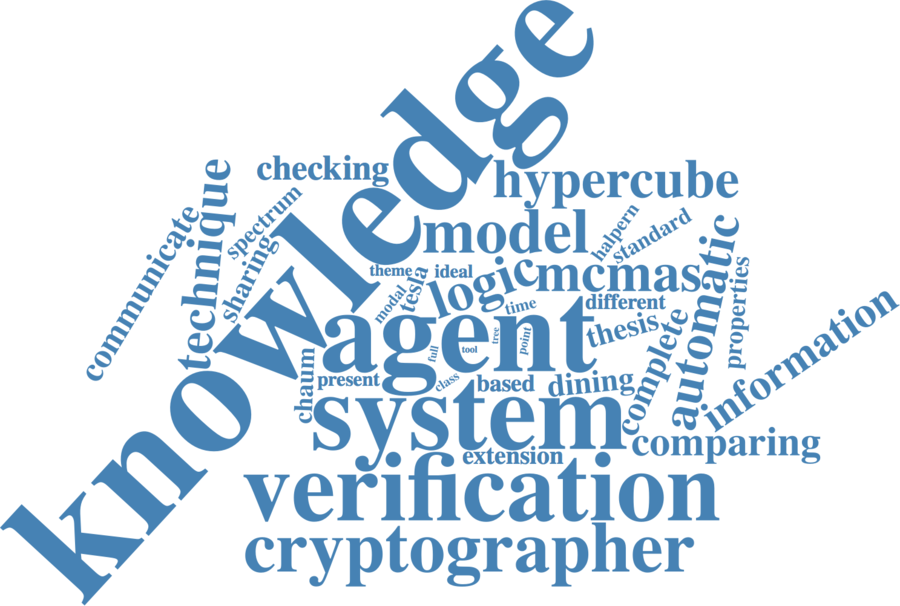 knowledge
checking
hypercube
technique
spectrum
communicate
sharing
model
halpern
standard
automatic
theme
ideal
tesla
modal
logic
mcmas
properties
time
different
agent
thesis
information
tree
point
full
tool
complete
chaum
present
class
based
dining
system
comparing
extension
verification
cryptographer